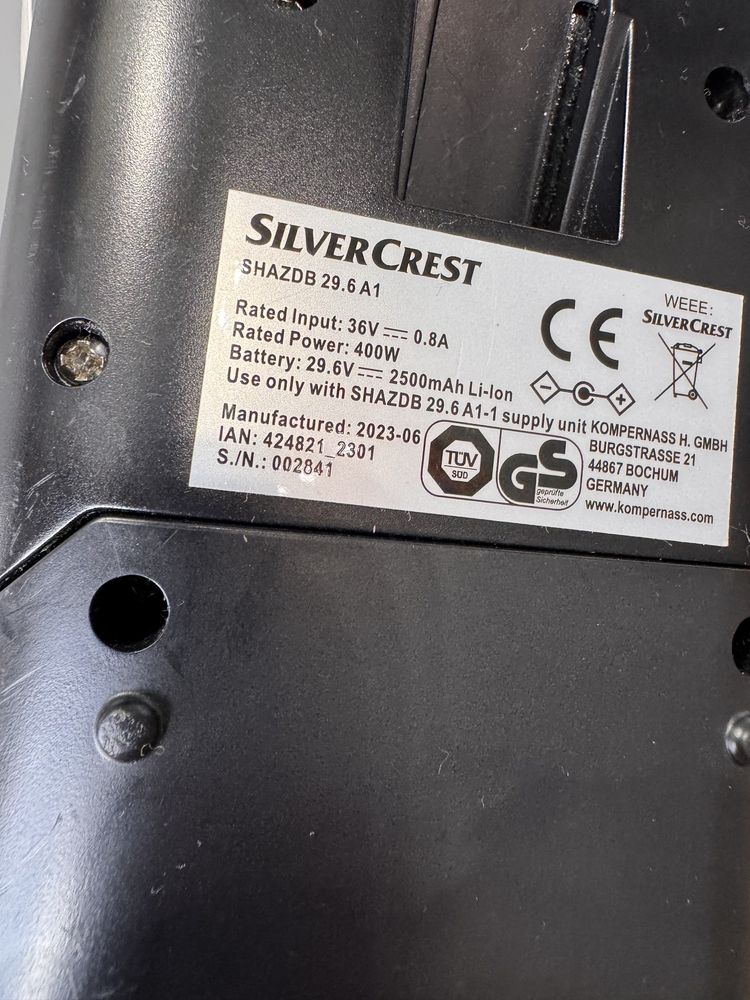 SILVERCREST
SHAZDB 29.6 A1
Rated Input: 36V ⎓ 0.8A
Rated Power: 400W
Battery: 29.6V ⎓ 2500mAh Li-Ion
Use only with SHAZDB 29.6 A1-1 supply unit
Manufactured: 2023-06
IAN: 424821_2301
S./N.: 002841
CE
WEEE:
SILVERCREST
TÜV
SÜD
GS
geprüfte
Sicherheit
KOMPERNASS H. GMBH
BURGSTRASSE 21
44867 BOCHUM
GERMANY
www.kompernass.com